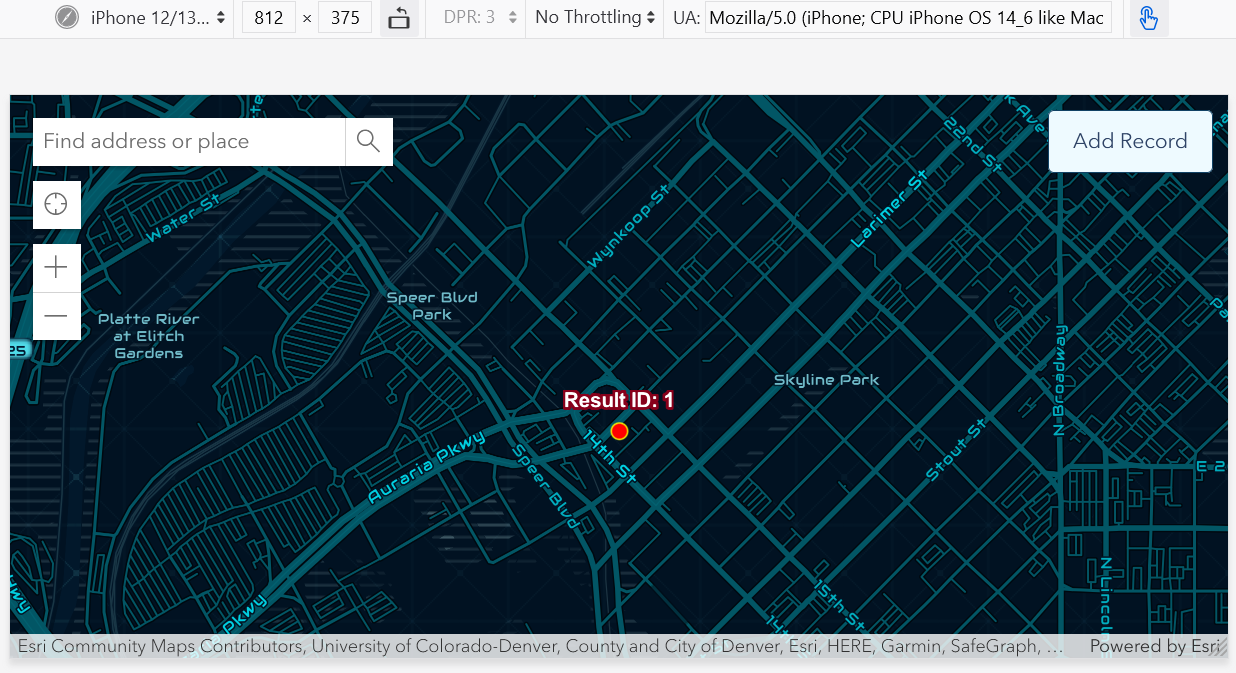 iPhone 12/13...
812 × 375
DPR: 3
No Throttling
UA: Mozilla/5.0 (iPhone; CPU iPhone OS 14_6 like Mac
Find address or place
Add Record
22nd St
Water St
Wynkoop St
Larimer St
Speer Blvd
Park
Platte River
at Elitch
Gardens
25
N Broadway
Skyline Park
Result ID: 1
14th St
Auraria Pkwy
Speer Blvd
Stout St
E 2
15th St
N Lincoln
Pkwy
14t
Esri Community Maps Contributors, University of Colorado-Denver, County and City of Denver, Esri, HERE, Garmin, SafeGraph, ...
Powered by Esri